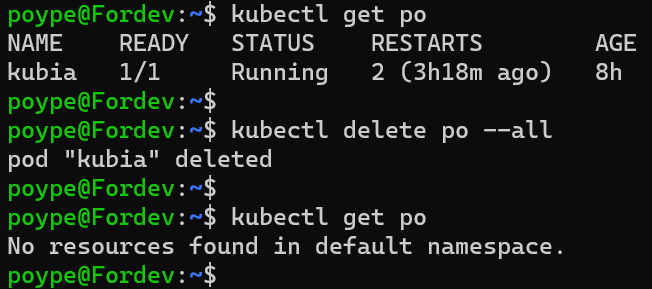 poype@Fordev:~$ kubectl get po
NAME    READY   STATUS    RESTARTS        AGE
kubia   1/1     Running   2 (3h18m ago)   8h
poype@Fordev:~$
poype@Fordev:~$ kubectl delete po --all
pod "kubia" deleted
poype@Fordev:~$
poype@Fordev:~$ kubectl get po
No resources found in default namespace.
poype@Fordev:~$